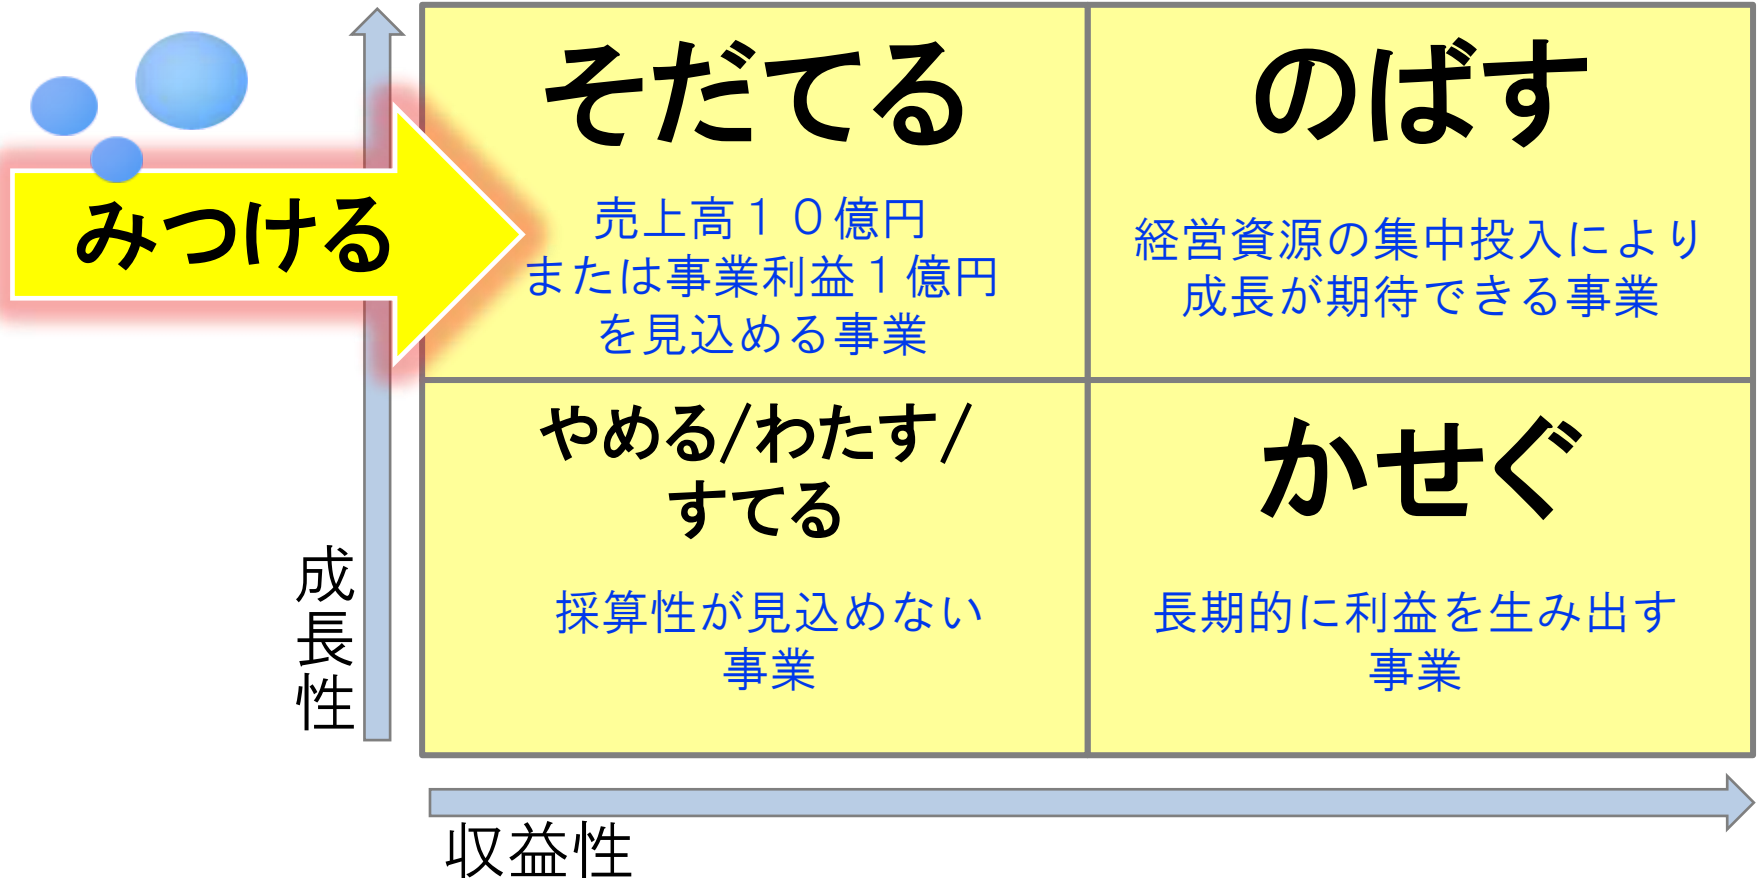 みつける
そだてる
売上高１０億円
または事業利益１億円
を見込める事業
のばす
経営資源の集中投入により
成長が期待できる事業
やめる/わたす/
すてる
採算性が見込めない
事業
かせぐ
長期的に利益を生み出す
事業
成長性
収益性